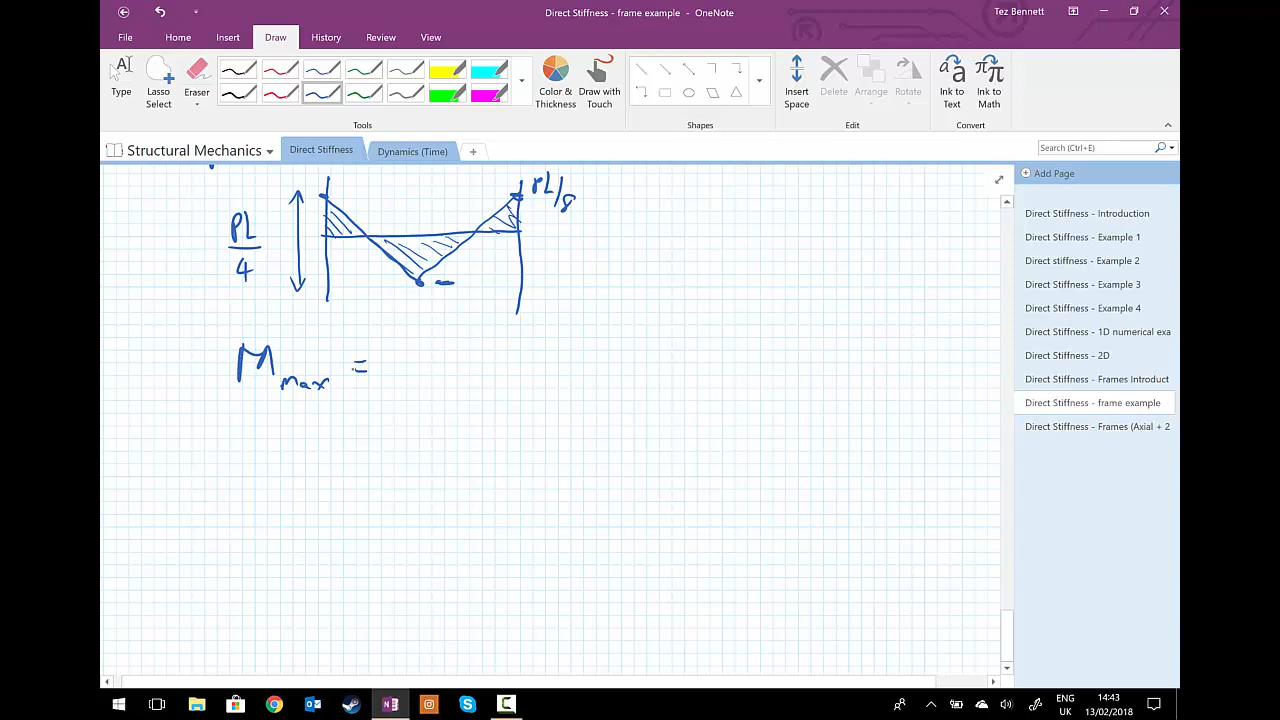 Direct Stiffness - frame example - OneNote
Tez Bennett
File Home Insert Draw History Review View
Type
Lasso Select
Eraser
Color & Thickness
Draw with Touch
Insert Space
Delete
Arrange
Rotate
Ink to Text
Ink to Math
Tools
Shapes
Edit
Convert
Structural Mechanics
Direct Stiffness
Dynamics (Time)
+
Search (Ctrl+E)
Add Page
Direct Stiffness - Introduction
Direct Stiffness - Example 1
Direct stiffness - Example 2
Direct Stiffness - Example 3
Direct Stiffness - Example 4
Direct Stiffness - 1D numerical exa
Direct Stiffness - 2D
Direct Stiffness - Frames Introduct
Direct Stiffness - frame example
Direct Stiffness - Frames (Axial + 2
PL/8
PL
4
M max =
ENG
UK
14:43
13/02/2018